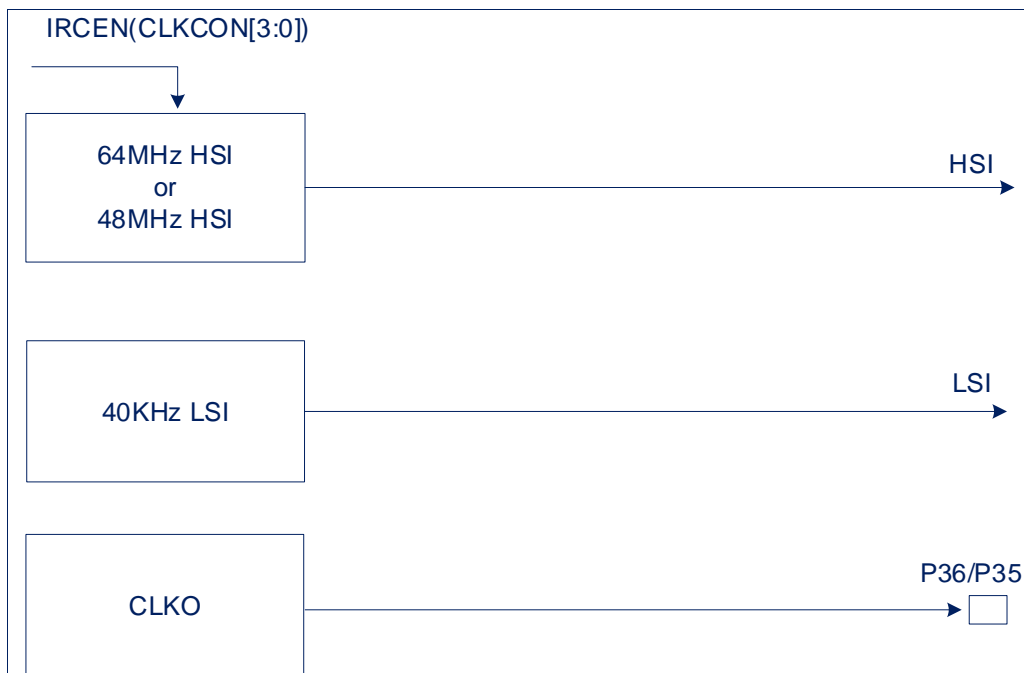 IRCEN(CLKCON[3:0])
64MHz HSI
or
48MHz HSI
HSI
40KHz LSI
LSI
CLKO
P36/P35